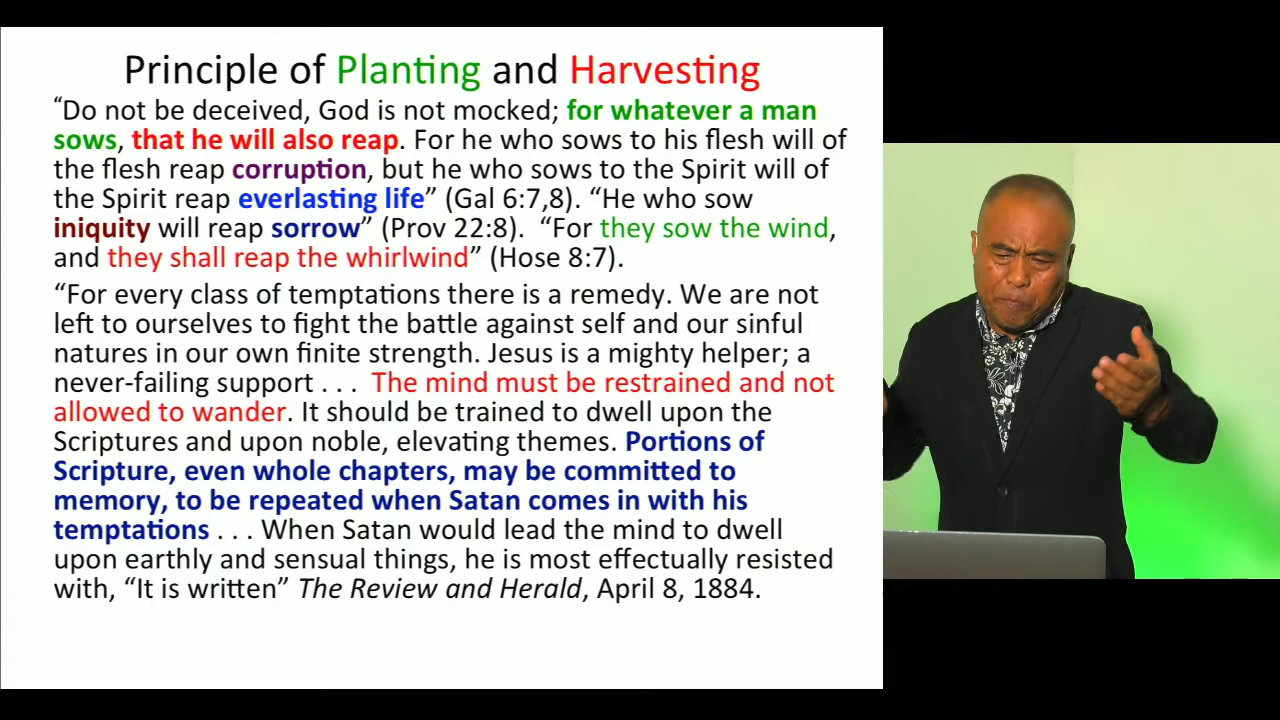 Principle of Planting and Harvesting
“Do not be deceived, God is not mocked; for whatever a man
sows, that he will also reap. For he who sows to his flesh will of
the flesh reap corruption, but he who sows to the Spirit will of
the Spirit reap everlasting life” (Gal 6:7,8). “He who sow
iniquity will reap sorrow” (Prov 22:8). “For they sow the wind,
and they shall reap the whirlwind” (Hose 8:7).
“For every class of temptations there is a remedy. We are not
left to ourselves to fight the battle against self and our sinful
natures in our own finite strength. Jesus is a mighty helper; a
never-failing support . . . The mind must be restrained and not
allowed to wander. It should be trained to dwell upon the
Scriptures and upon noble, elevating themes. Portions of
Scripture, even whole chapters, may be committed to
memory, to be repeated when Satan comes in with his
temptations . . . When Satan would lead the mind to dwell
upon earthly and sensual things, he is most effectually resisted
with, “It is written” The Review and Herald, April 8, 1884.